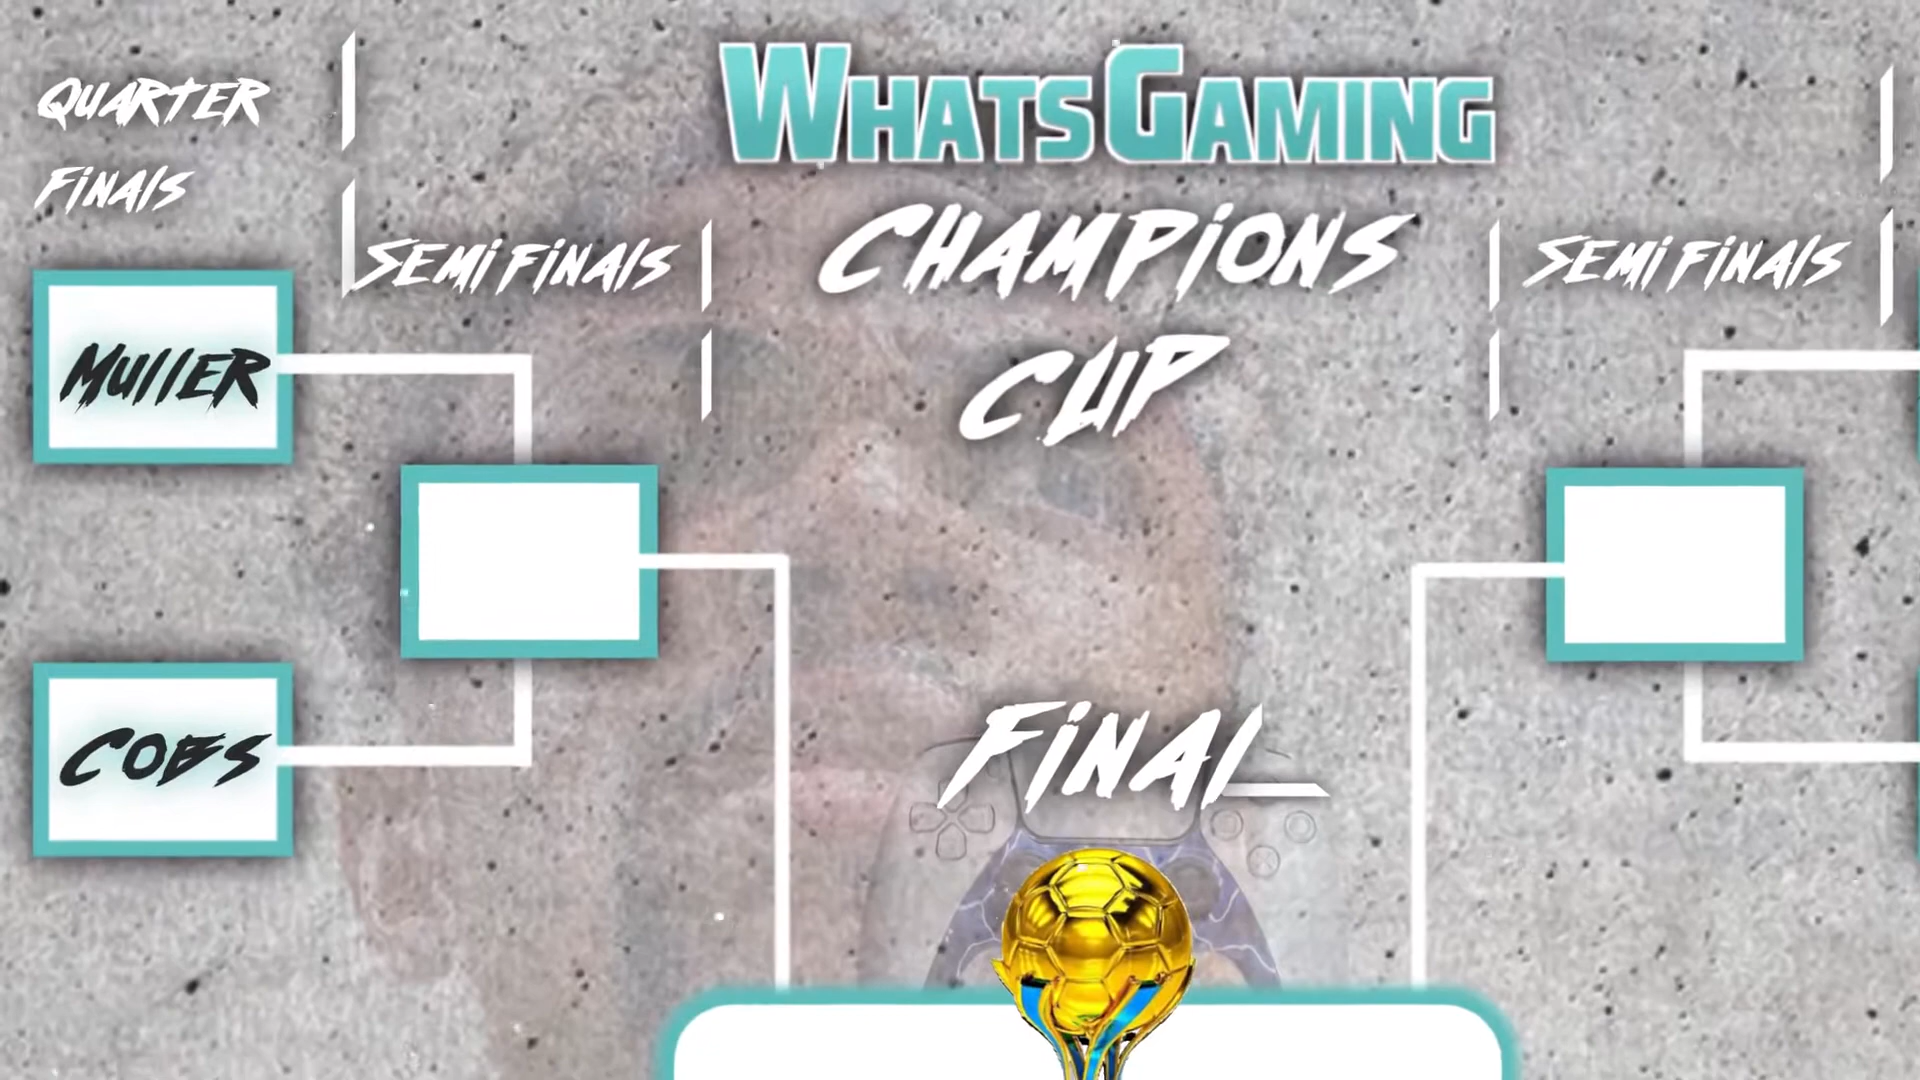 WHATSGAMING
CHAMPIONS
CUP
QUARTER
FINALS
SEMI FINALS
SEMI FINALS
MULLER
COBS
FINAL